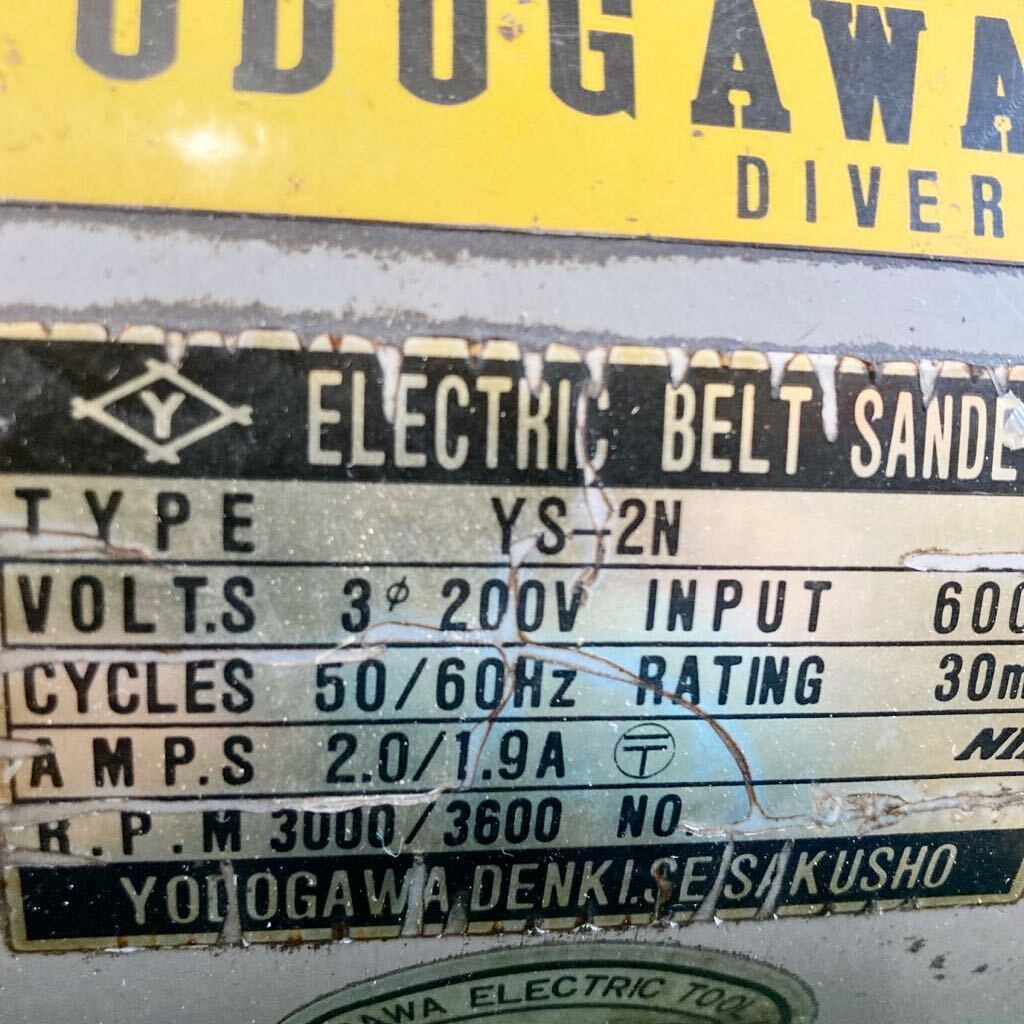 ODOGAWA
DIVER
Y ELECTRIC BELT SANDE
TYPE YS-2N
VOLT.S 3φ 200V INPUT 600
CYCLES 50/60Hz RATING 30m
AMP.S 2.0/1.9A 〒
R.P.M 3000/3600 NO
YODOGAWA DENKI.SEISAKUSHO
AWA ELECTRIC TOOL